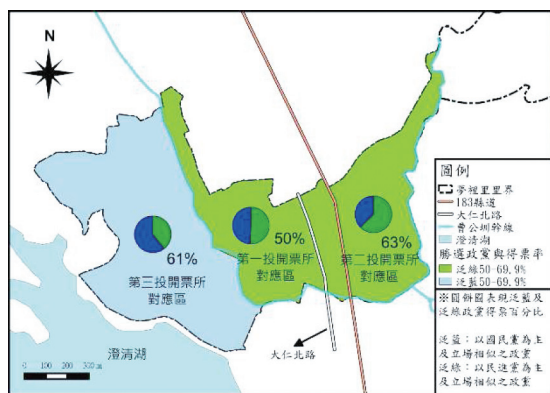 N
61%
第三投開票所
對應區
50%
第一投開票所
對應區
63%
第二投開票所
對應區
大仁北路
澄清湖
0 100 200 300 m
圖例
夢裡里里界
183縣道
大仁北路
曹公圳幹線
澄清湖
勝選政黨與得票率
泛綠50-69.9%
泛藍50-69.9%
※圓餅圖表現泛藍及
泛綠政黨得票百分比
泛藍：以國民黨為主
及立場相似之政黨
泛綠：以民進黨為主
及立場相似之政黨